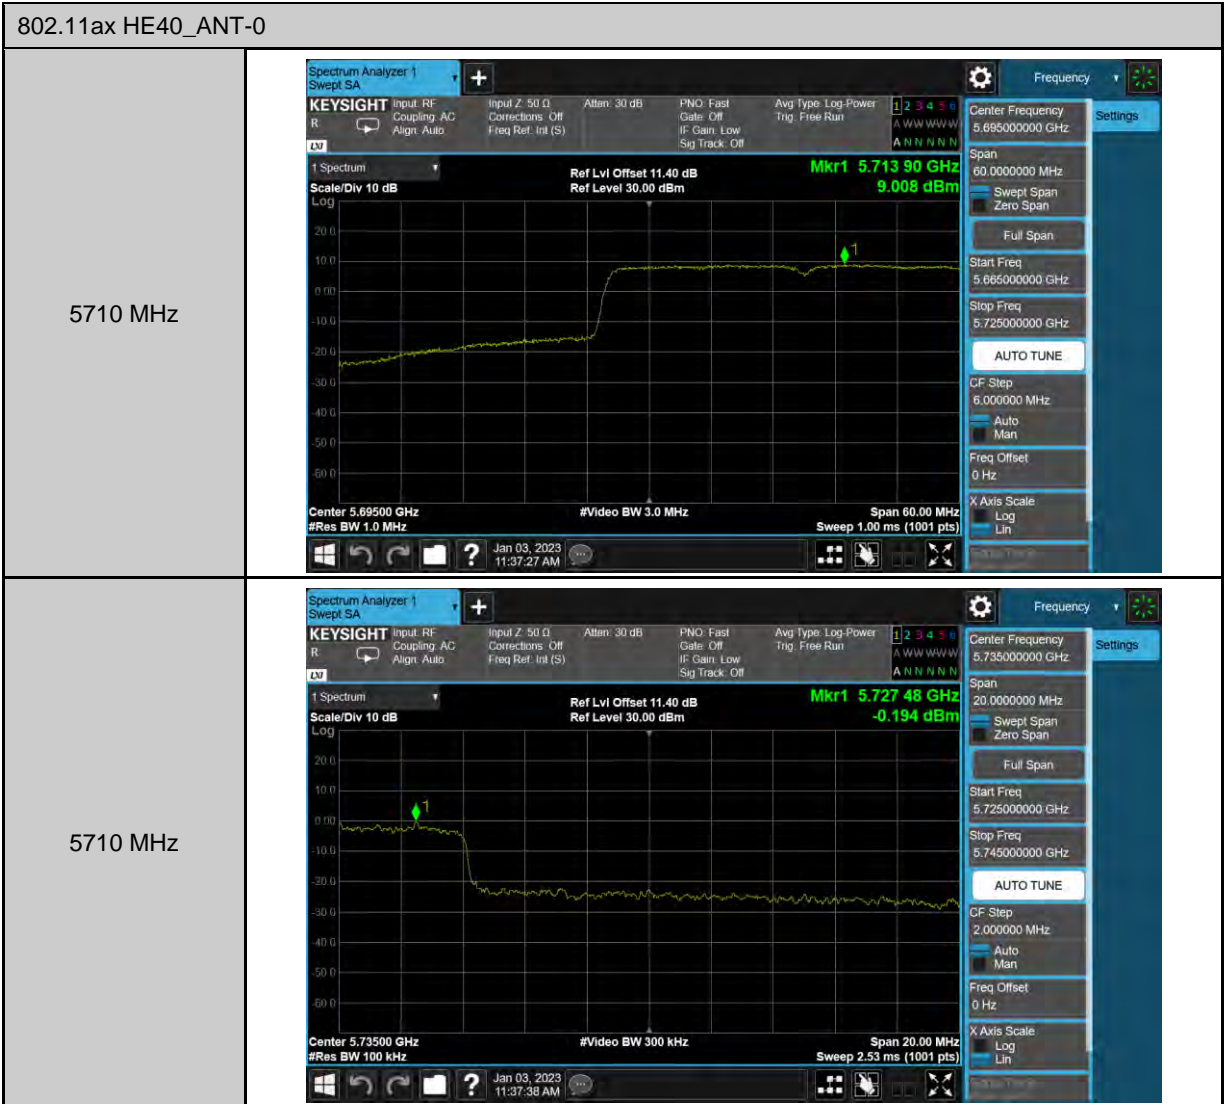 802.11ax HE40_ANT-0
5710 MHz
Spectrum Analyzer 1
Swept SA
+
Frequency
KEYSIGHT
R
LXI
Input: RF
Coupling: AC
Align: Auto
Input Z: 50 Ω
Corrections: Off
Freq Ref: Int (S)
Atten: 30 dB
PNO: Fast
Gate: Off
IF Gain: Low
Sig Track: Off
Avg Type: Log-Power
Trig: Free Run
1 2 3 4 5 6
A W W W W W
A N N N N N
1 Spectrum
Scale/Div 10 dB
Log
Ref Lvl Offset 11.40 dB
Ref Level 30.00 dBm
Mkr1 5.713 90 GHz
9.008 dBm
20.0
10.0
0.00
-10.0
-20.0
-30.0
-40.0
-50.0
-60.0
1
Center 5.69500 GHz
#Res BW 1.0 MHz
#Video BW 3.0 MHz
Span 60.00 MHz
Sweep 1.00 ms (1001 pts)
?
Jan 03, 2023
11:37:27 AM
Center Frequency
5.695000000 GHz
Settings
Span
60.0000000 MHz
Swept Span
Zero Span
Full Span
Start Freq
5.665000000 GHz
Stop Freq
5.725000000 GHz
AUTO TUNE
CF Step
6.000000 MHz
Auto
Man
Freq Offset
0 Hz
X Axis Scale
Log
Lin
5710 MHz
Spectrum Analyzer 1
Swept SA
+
Frequency
KEYSIGHT
R
LXI
Input: RF
Coupling: AC
Align: Auto
Input Z: 50 Ω
Corrections: Off
Freq Ref: Int (S)
Atten: 30 dB
PNO: Fast
Gate: Off
IF Gain: Low
Sig Track: Off
Avg Type: Log-Power
Trig: Free Run
1 2 3 4 5 6
A W W W W W
A N N N N N
1 Spectrum
Scale/Div 10 dB
Log
Ref Lvl Offset 11.40 dB
Ref Level 30.00 dBm
Mkr1 5.727 48 GHz
-0.194 dBm
20.0
10.0
0.00
-10.0
-20.0
-30.0
-40.0
-50.0
-60.0
1
Center 5.73500 GHz
#Res BW 100 kHz
#Video BW 300 kHz
Span 20.00 MHz
Sweep 2.53 ms (1001 pts)
?
Jan 03, 2023
11:37:38 AM
Center Frequency
5.735000000 GHz
Settings
Span
20.0000000 MHz
Swept Span
Zero Span
Full Span
Start Freq
5.725000000 GHz
Stop Freq
5.745000000 GHz
AUTO TUNE
CF Step
2.000000 MHz
Auto
Man
Freq Offset
0 Hz
X Axis Scale
Log
Lin